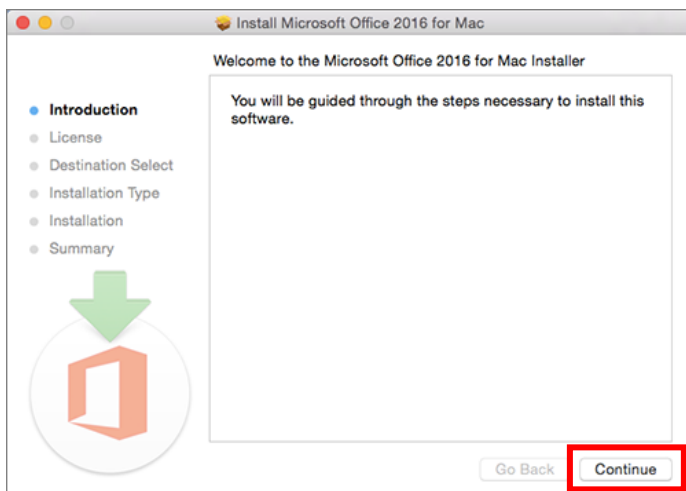 Install Microsoft Office 2016 for Mac
Welcome to the Microsoft Office 2016 for Mac Installer
Introduction
License
Destination Select
Installation Type
Installation
Summary
You will be guided through the steps necessary to install this
software.
Go Back
Continue